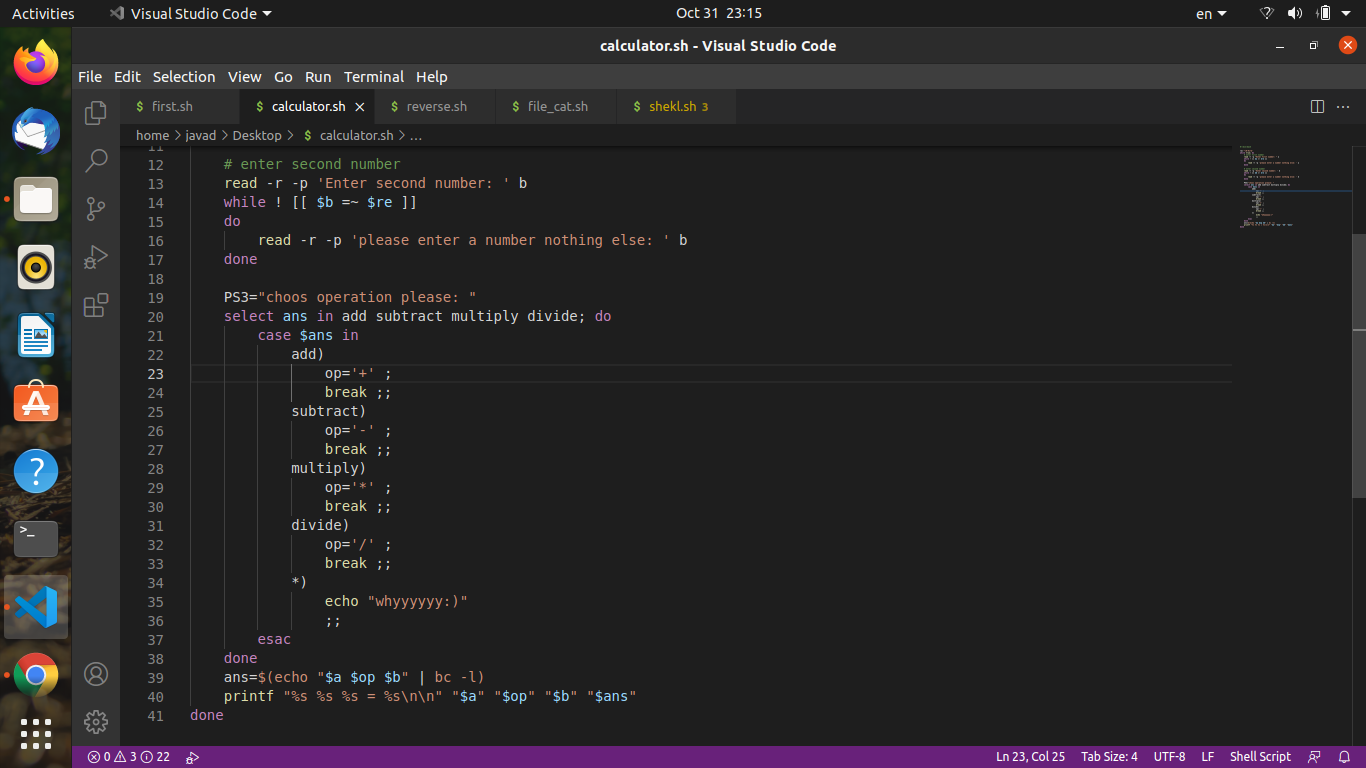 Activities Visual Studio Code Oct 31 23:15 en
calculator.sh - Visual Studio Code
File Edit Selection View Go Run Terminal Help
$ first.sh $ calculator.sh $ reverse.sh $ file_cat.sh $ shekl.sh 3
home > javad > Desktop > $ calculator.sh > ...
11
12 # enter second number
13 read -r -p 'Enter second number: ' b
14 while ! [[ $b =~ $re ]]
15 do
16 read -r -p 'please enter a number nothing else: ' b
17 done
18
19 PS3="choos operation please: "
20 select ans in add subtract multiply divide; do
21 case $ans in
22 add)
23 op='+' ;
24 break ;;
25 subtract)
26 op='-' ;
27 break ;;
28 multiply)
29 op='*' ;
30 break ;;
31 divide)
32 op='/' ;
33 break ;;
34 *)
35 echo "whyyyyyy:)"
36 ;;
37 esac
38 done
39 ans=$(echo "$a $op $b" | bc -l)
40 printf "%s %s %s = %s\n\n" "$a" "$op" "$b" "$ans"
41 done
0 3 22 Ln 23, Col 25 Tab Size: 4 UTF-8 LF Shell Script